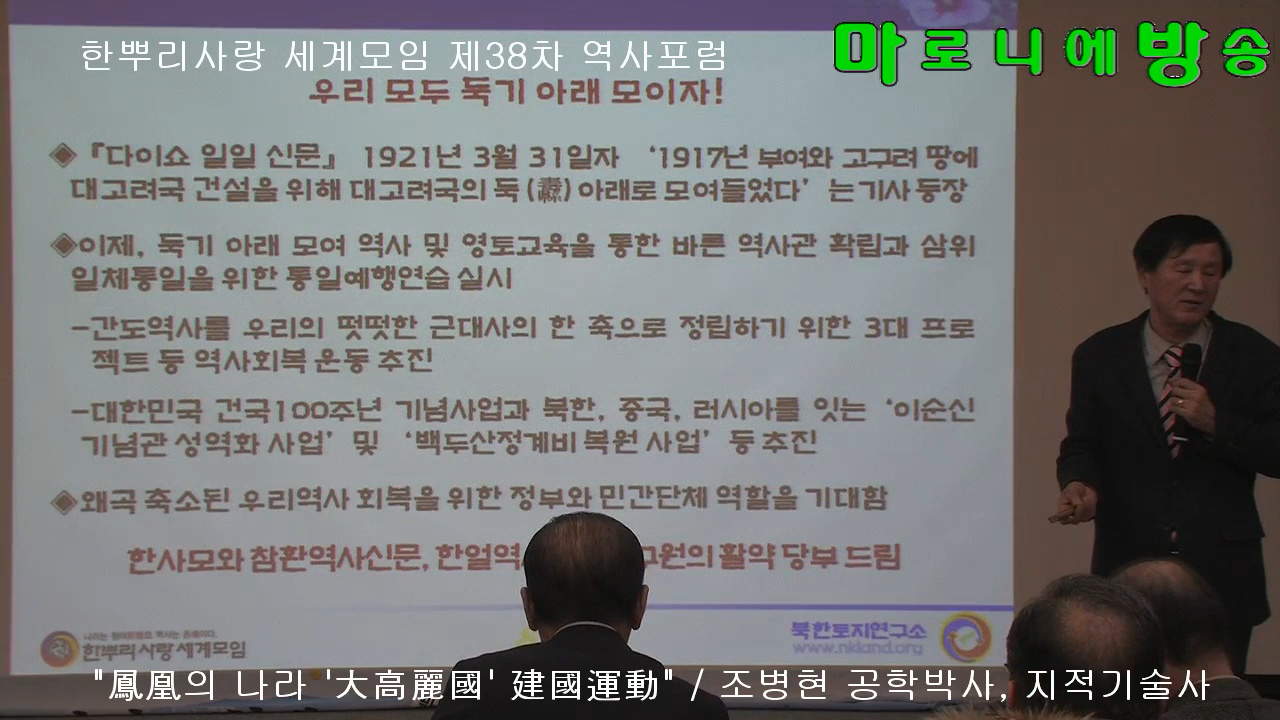 한뿌리사랑 세계모임 제38차 역사포럼
마로니에방송
우리 모두 둑기 아래 모이자!
◈『다이쇼 일일 신문』 1921년 3월 31일자 ‘1917년 부여와 고구려 땅에
대고려국 건설을 위해 대고려국의 둑 (纛) 아래로 모여들었다’는 기사 등장
◈이제, 둑기 아래 모여 역사 및 영토교육을 통한 바른 역사관 확립과 삼위
일체통일을 위한 통일예행연습 실시
-간도역사를 우리의 떳떳한 근대사의 한 축으로 정립하기 위한 3대 프로
젝트 등 역사회복 운동 추진
-대한민국 건국100주년 기념사업과 북한, 중국, 러시아를 잇는 ‘이순신
기념관 성역화 사업’ 및 ‘백두산정계비 복원 사업’ 등 추진
◈왜곡 축소된 우리역사 회복을 위한 정부와 민간단체 역할을 기대함
한사모와 참환역사신문, 한얼역 구원의 활약 당부 드림
한뿌리사랑세계모임
북한토지연구소
www.nkland.org
"鳳凰의 나라 '大高麗國' 建國運動" / 조병현 공학박사, 지적기술사